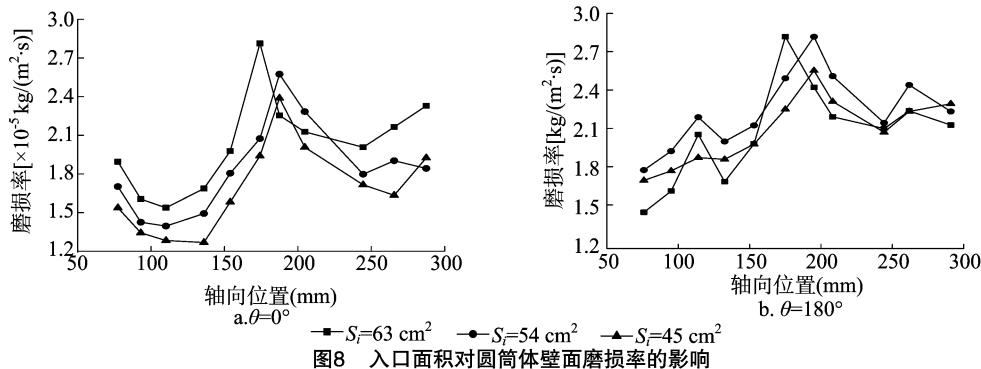 3.0
2.7
2.4
2.1
1.8
1.5
1.2
磨损率[×10⁻⁵ kg/(m²·s)]
50 100 150 200 250 300
轴向位置(mm)
a.θ=0°
3.0
2.7
2.4
2.1
1.8
1.5
1.2
磨损率[kg/(m²·s)]
50 100 150 200 250 300
轴向位置(mm)
b. θ=180°
Sᵢ=63 cm² Sᵢ=54 cm² Sᵢ=45 cm²
图8 入口面积对圆筒体壁面磨损率的影响